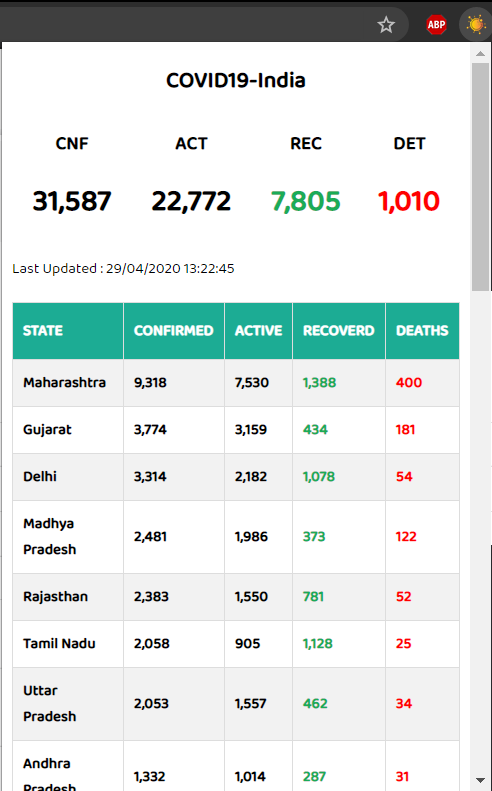 ABP
COVID19-India
CNF ACT REC DET
31,587 22,772 7,805 1,010
Last Updated : 29/04/2020 13:22:45
STATE CONFIRMED ACTIVE RECOVERD DEATHS
Maharashtra 9,318 7,530 1,388 400
Gujarat 3,774 3,159 434 181
Delhi 3,314 2,182 1,078 54
Madhya
Pradesh 2,481 1,986 373 122
Rajasthan 2,383 1,550 781 52
Tamil Nadu 2,058 905 1,128 25
Uttar
Pradesh 2,053 1,557 462 34
Andhra
Pradesh 1,332 1,014 287 31